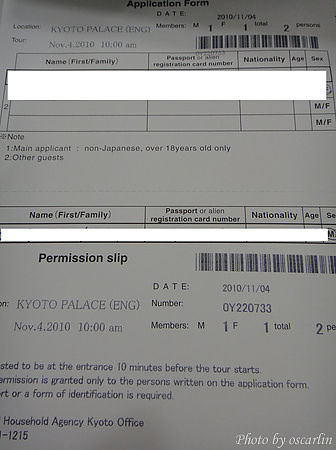 Application Form
DATE: 2010/11/04
Location: KYOTO PALACE (ENG) Members: M 1 F 1 total 2 persons
Tour: Nov.4.2010 10:00 am
Name (First/Family) Passport or alien registration card number Nationality Age Sex
2 M/F
M/F
※Note
1:Main applicant : non-Japanese, over 18years old only
2:Other guests
Name (First/Family) Passport or alien registration card number Nationality Age Se
M
Permission slip
DATE: 2010/11/04
on: KYOTO PALACE (ENG) Number: 0Y220733
Nov.4.2010 10:00 am Members: M 1 F 1 total 2 pe
sted to be at the entrance 10 minutes before the tour starts.
ermission is granted only to the persons written on the application form.
ort or a form of identification is required.
Household Agency Kyoto Office
-1215
Photo by oscarlin